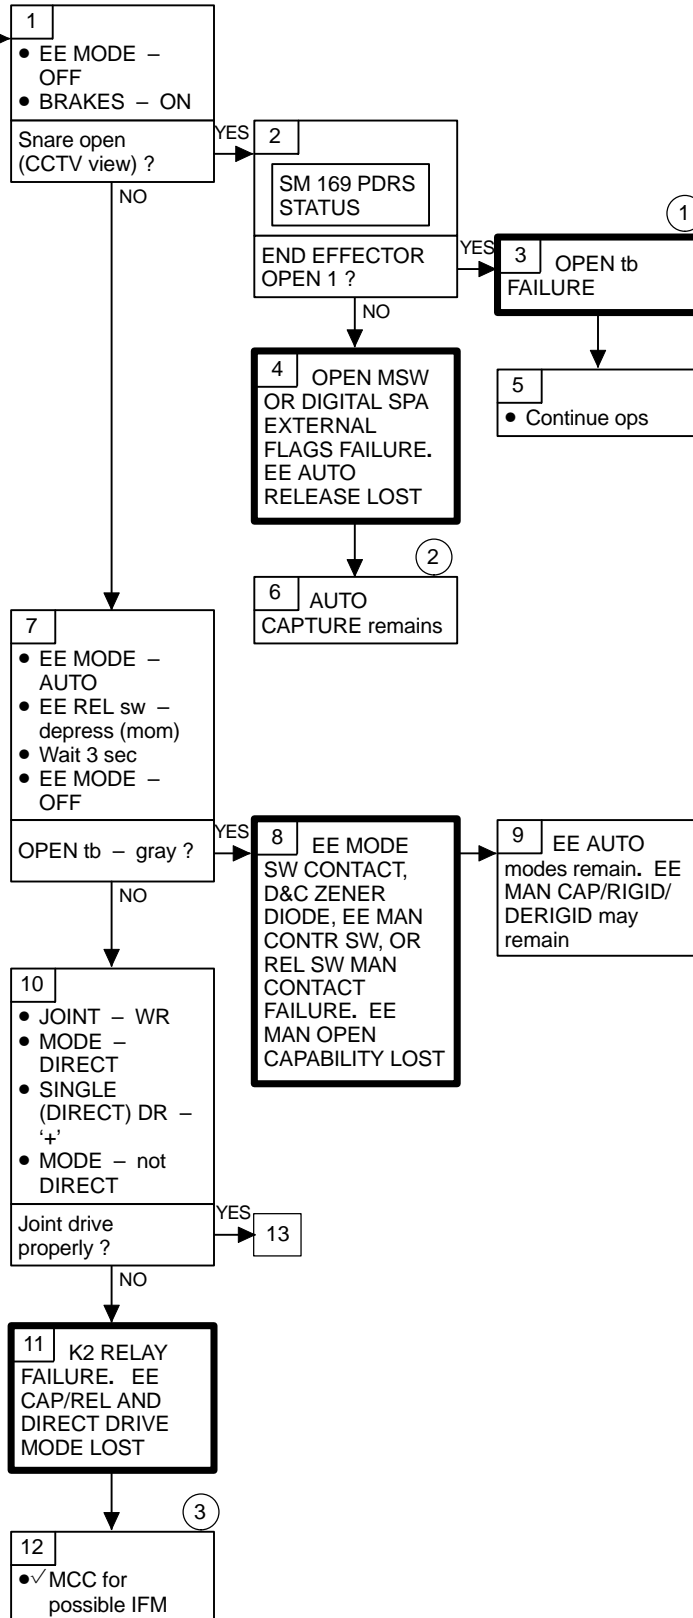 1
● EE MODE –
OFF
● BRAKES – ON
Snare open
(CCTV view) ?
YES
NO
2
SM 169 PDRS
STATUS
END EFFECTOR
OPEN 1 ?
YES
NO
1
3
OPEN tb
FAILURE
4
OPEN MSW
OR DIGITAL SPA
EXTERNAL
FLAGS FAILURE.
EE AUTO
RELEASE LOST
5
● Continue ops
2
6
AUTO
CAPTURE remains
7
● EE MODE –
AUTO
● EE REL sw –
depress (mom)
● Wait 3 sec
● EE MODE –
OFF
OPEN tb – gray ?
YES
NO
8
EE MODE
SW CONTACT,
D&C ZENER
DIODE, EE MAN
CONTR SW, OR
REL SW MAN
CONTACT
FAILURE. EE
MAN OPEN
CAPABILITY LOST
9
EE AUTO
modes remain. EE
MAN CAP/RIGID/
DERIGID may
remain
10
● JOINT – WR
● MODE –
DIRECT
● SINGLE
(DIRECT) DR –
‘+’
● MODE – not
DIRECT
Joint drive
properly ?
YES
13
NO
11
K2 RELAY
FAILURE. EE
CAP/REL AND
DIRECT DRIVE
MODE LOST
3
12
●√MCC for
possible IFM